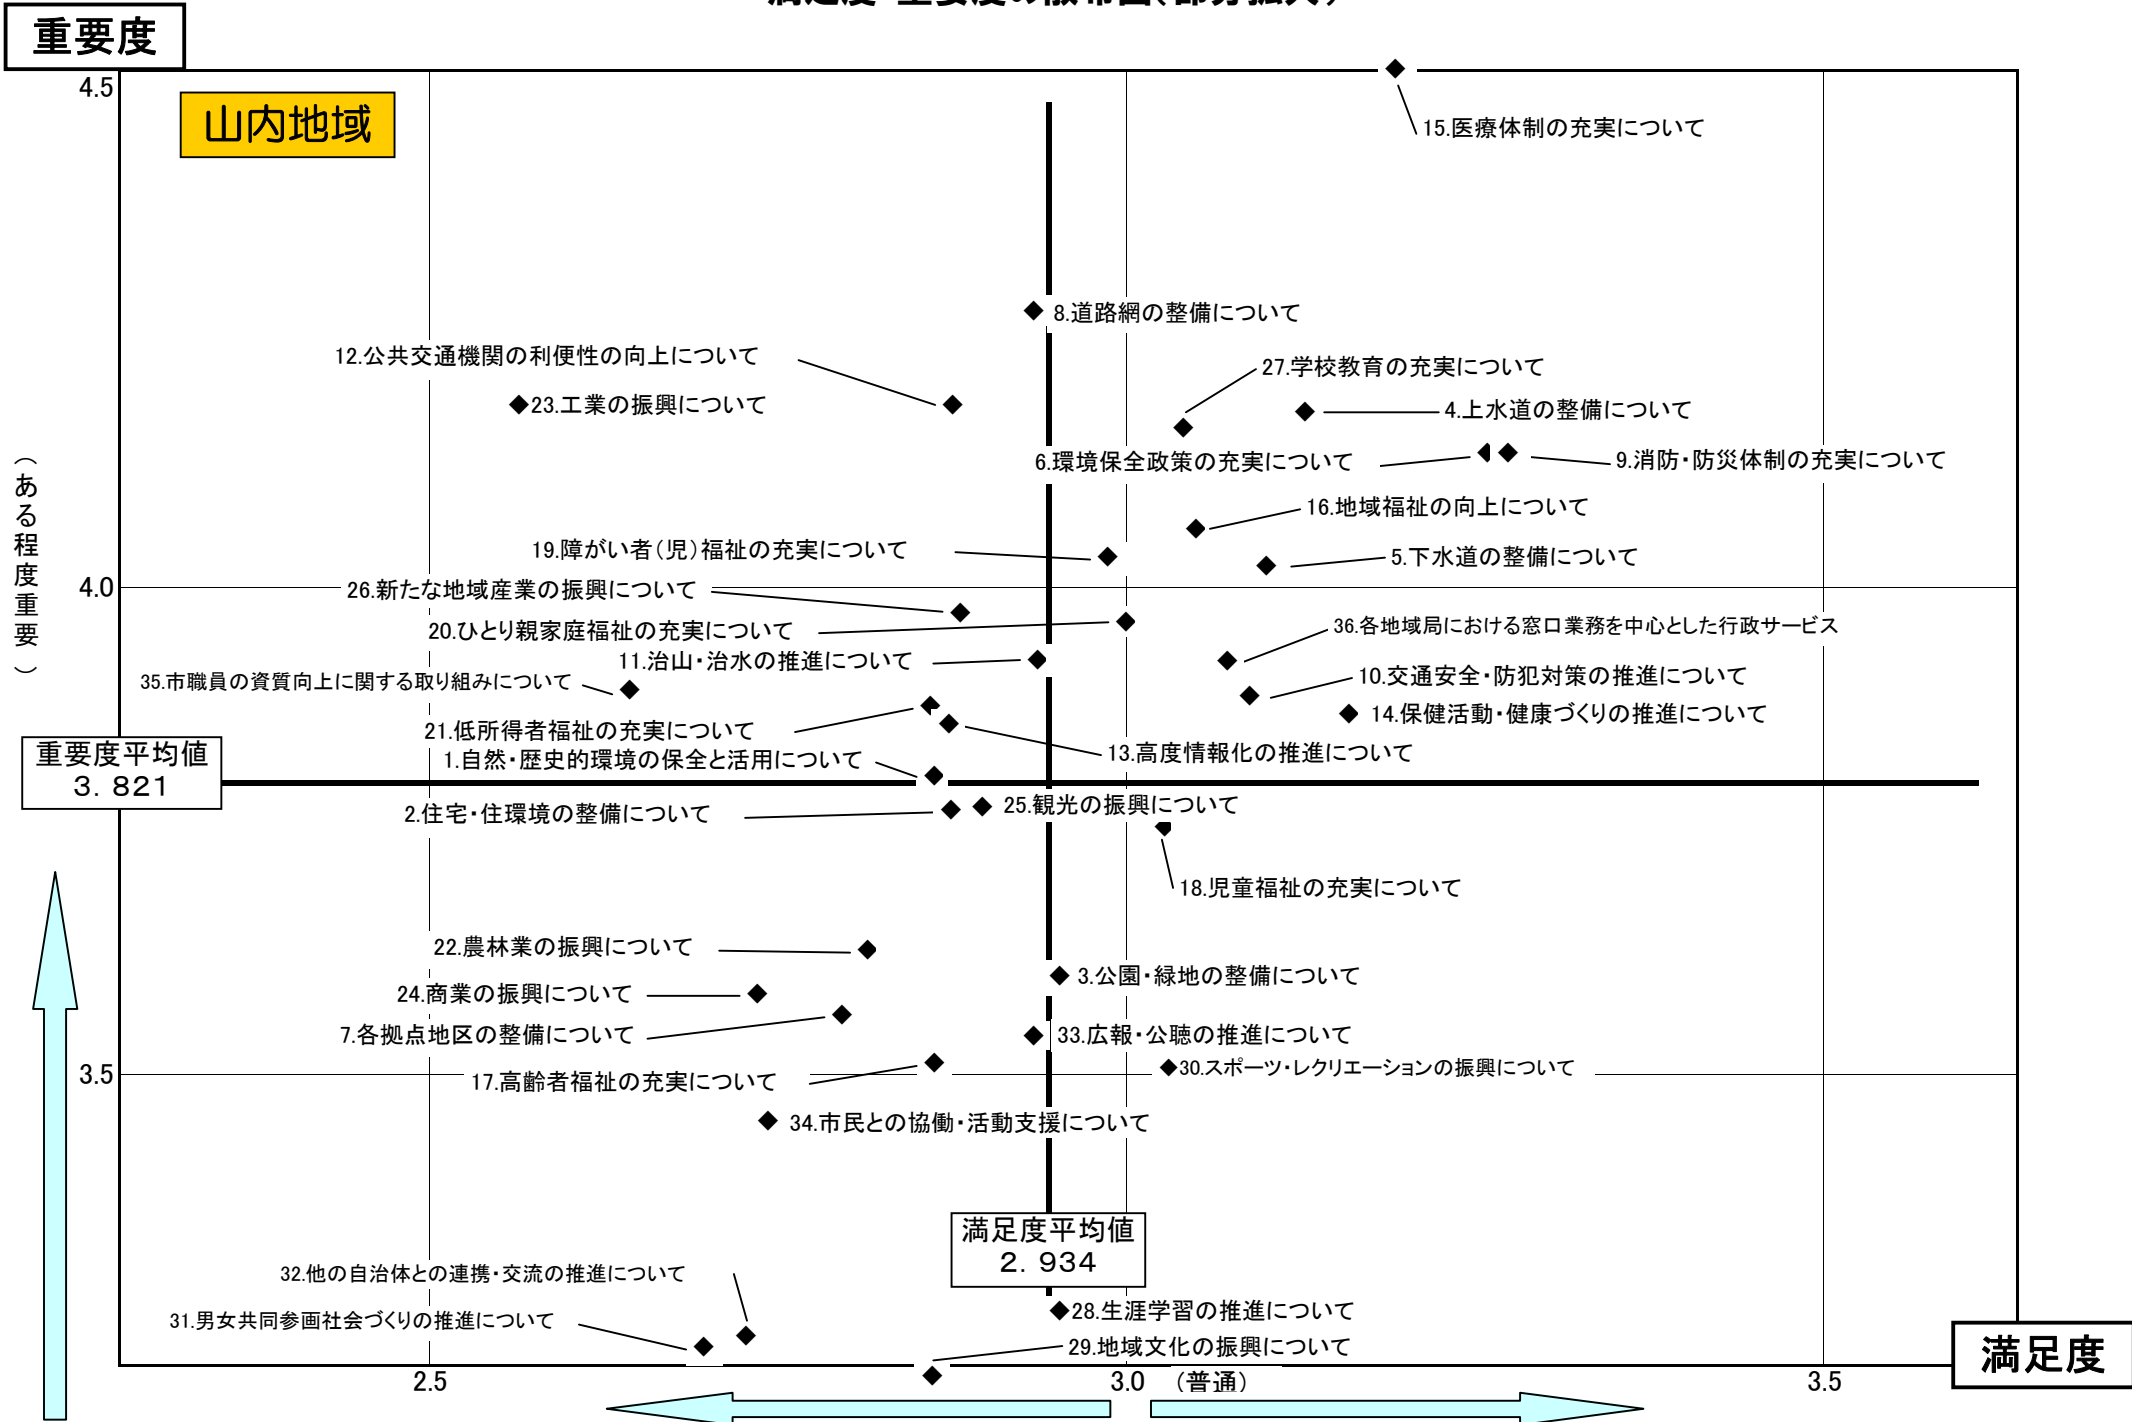 満足度・重要度の散布図(部分拡大)
重要度
4.5
山内地域
15.医療体制の充実について
8.道路網の整備について
12.公共交通機関の利便性の向上について
27.学校教育の充実について
23.工業の振興について
4.上水道の整備について
6.環境保全政策の充実について
9.消防・防災体制の充実について
(ある程度重要)
16.地域福祉の向上について
19.障がい者(児)福祉の充実について
5.下水道の整備について
4.0
26.新たな地域産業の振興について
20.ひとり親家庭福祉の充実について
36.各地域局における窓口業務を中心とした行政サービス
11.治山・治水の推進について
35.市職員の資質向上に関する取り組みについて
10.交通安全・防犯対策の推進について
14.保健活動・健康づくりの推進について
21.低所得者福祉の充実について
13.高度情報化の推進について
重要度平均値
3.821
1.自然・歴史的環境の保全と活用について
2.住宅・住環境の整備について
25.観光の振興について
18.児童福祉の充実について
22.農林業の振興について
3.公園・緑地の整備について
24.商業の振興について
7.各拠点地区の整備について
33.広報・公聴の推進について
3.5
17.高齢者福祉の充実について
30.スポーツ・レクリエーションの振興について
34.市民との協働・活動支援について
満足度平均値
2.934
32.他の自治体との連携・交流の推進について
28.生涯学習の推進について
31.男女共同参画社会づくりの推進について
29.地域文化の振興について
満足度
2.5
3.0
(普通)
3.5